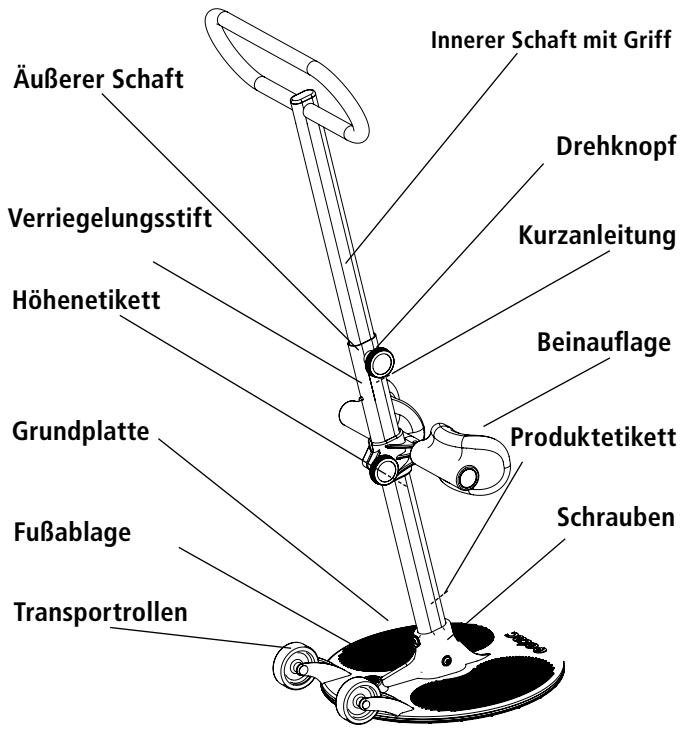 Innerer Schaft mit Griff
Äußerer Schaft
Drehknopf
Verriegelungsstift
Kurzanleitung
Höhenetikett
Beinauflage
Grundplatte
Produktetikett
Schrauben
Fußablage
Transportrollen